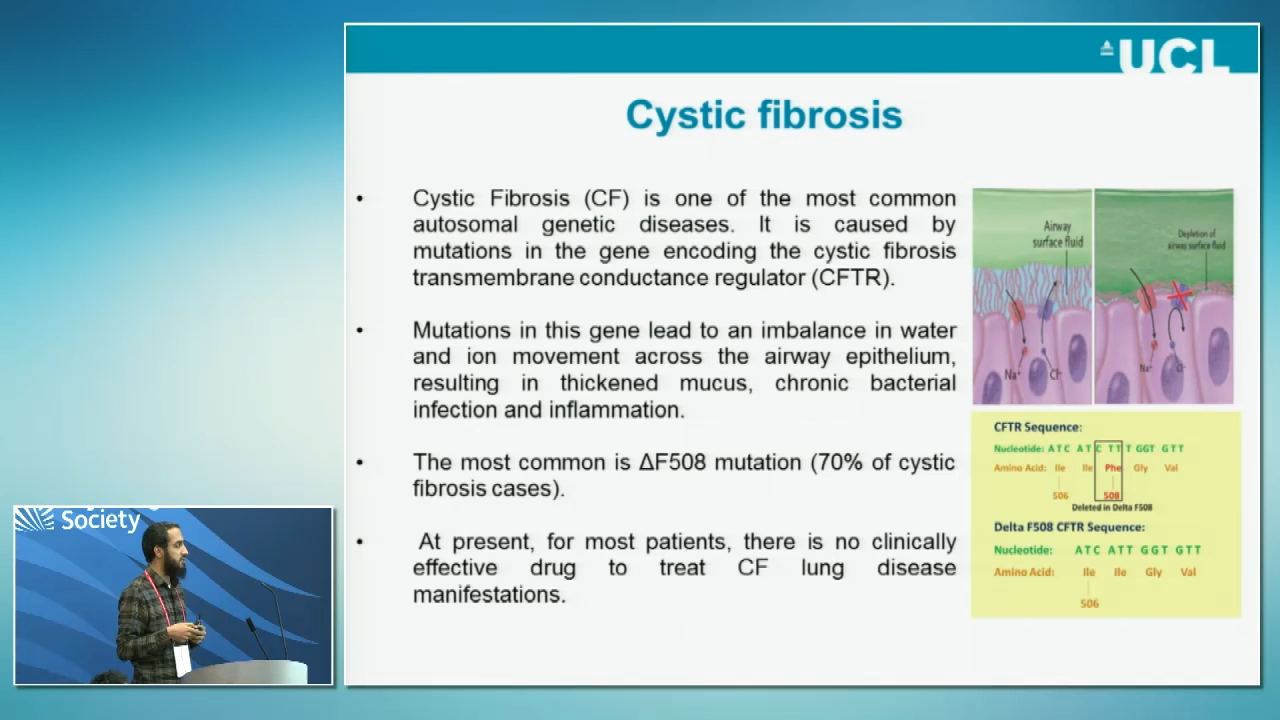 UCL
Cystic fibrosis
• Cystic Fibrosis (CF) is one of the most common
autosomal genetic diseases. It is caused by
mutations in the gene encoding the cystic fibrosis
transmembrane conductance regulator (CFTR).
• Mutations in this gene lead to an imbalance in water
and ion movement across the airway epithelium,
resulting in thickened mucus, chronic bacterial
infection and inflammation.
• The most common is ΔF508 mutation (70% of cystic
fibrosis cases).
• At present, for most patients, there is no clinically
effective drug to treat CF lung disease
manifestations.
Airway
surface fluid
Na⁺
Cl⁻
Depletion of
airway surface fluid
Na⁺
Cl⁻
CFTR Sequence:
Nucleotide: ATC ATC TTT GGT GTT
Amino Acid: Ile Ile Phe Gly Val
506 508
Deleted in Delta F508
Delta F508 CFTR Sequence:
Nucleotide: ATC ATT GGT GTT
Amino Acid: Ile Ile Gly Val
506
Society